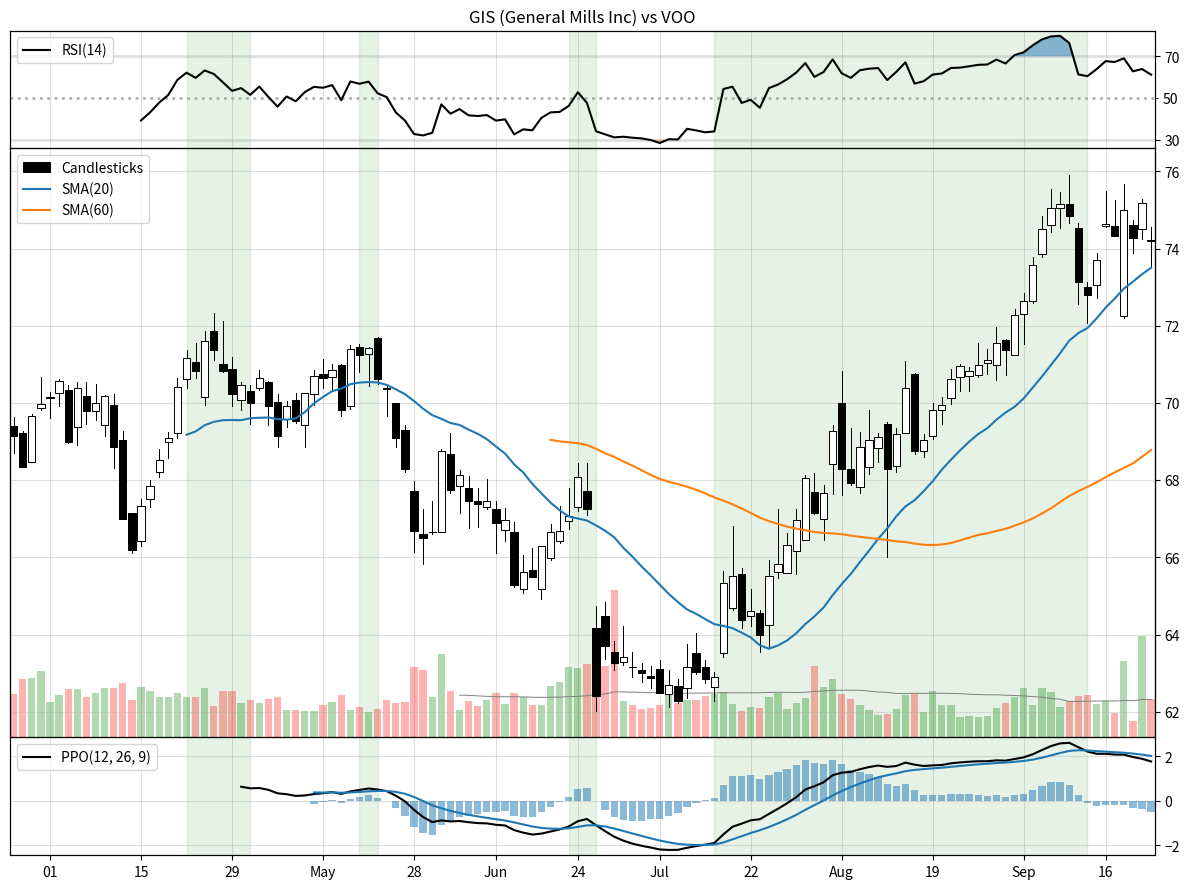 GIS (General Mills Inc) vs VOO
RSI(14)
70
50
30
Candlesticks
SMA(20)
SMA(60)
76
74
72
70
68
66
64
62
PPO(12, 26, 9)
2
0
−2
01 15 29 May 28 Jun 24 Jul 22 Aug 19 Sep 16